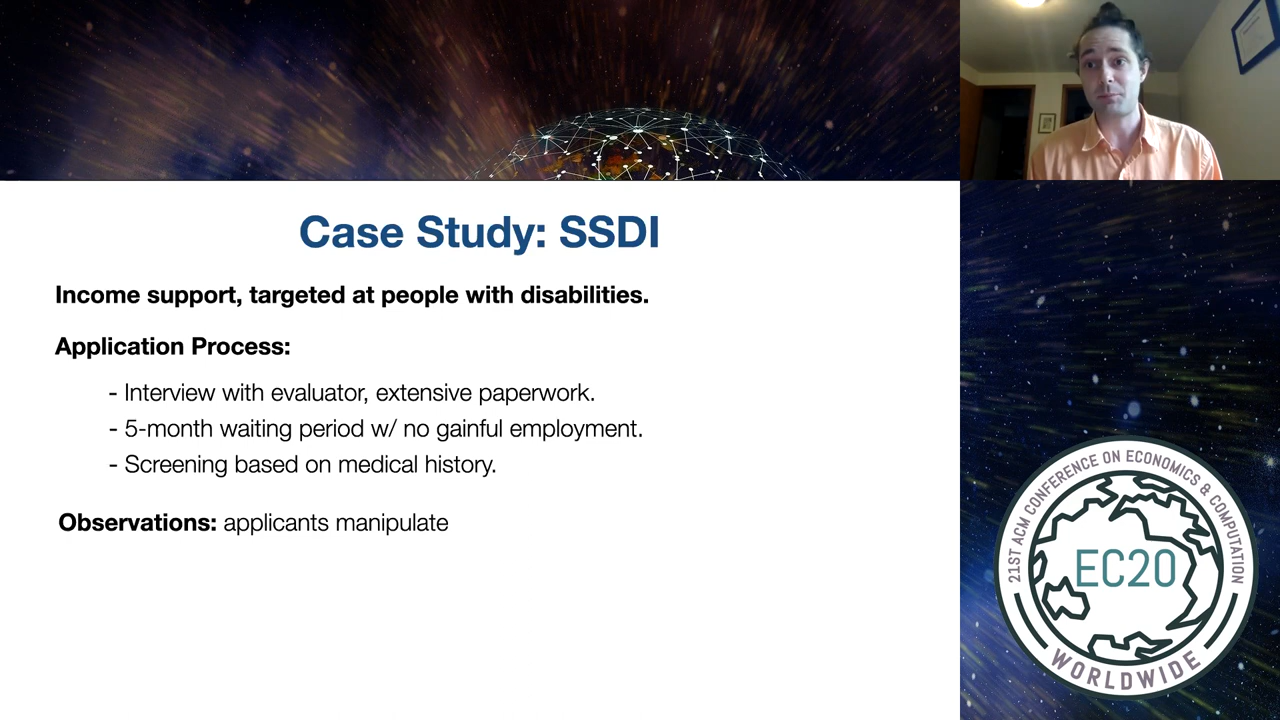 Case Study: SSDI
Income support, targeted at people with disabilities.
Application Process:
- Interview with evaluator, extensive paperwork.
- 5-month waiting period w/ no gainful employment.
- Screening based on medical history.
Observations: applicants manipulate
21ST ACM CONFERENCE ON ECONOMICS & COMPUTATION
EC20
WORLDWIDE